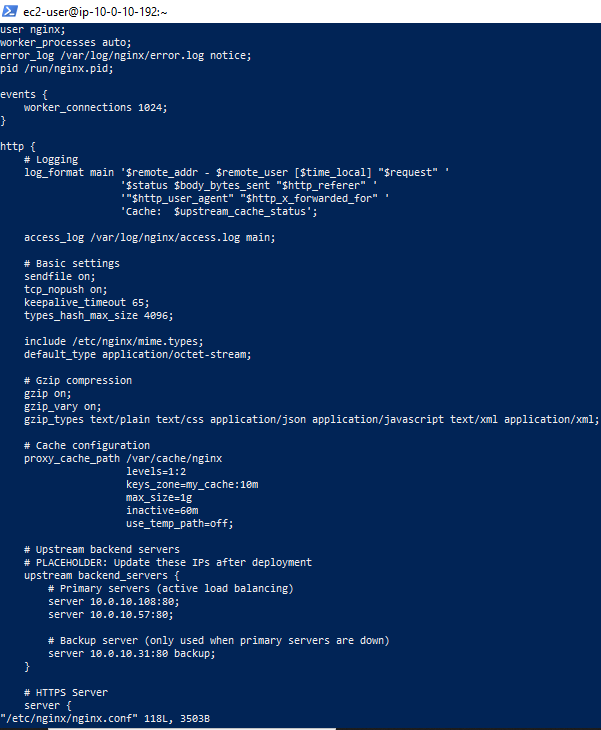 ec2-user@ip-10-0-10-192:~
user nginx;
worker_processes auto;
error_log /var/log/nginx/error.log notice;
pid /run/nginx.pid;

events {
    worker_connections 1024;
}

http {
    # Logging
    log_format main '$remote_addr - $remote_user [$time_local] "$request" '
                    '$status $body_bytes_sent "$http_referer" '
                    '"$http_user_agent" "$http_x_forwarded_for" '
                    'Cache:  $upstream_cache_status';

    access_log /var/log/nginx/access.log main;

    # Basic settings
    sendfile on;
    tcp_nopush on;
    keepalive_timeout 65;
    types_hash_max_size 4096;

    include /etc/nginx/mime.types;
    default_type application/octet-stream;

    # Gzip compression
    gzip on;
    gzip_vary on;
    gzip_types text/plain text/css application/json application/javascript text/xml application/xml;

    # Cache configuration
    proxy_cache_path /var/cache/nginx
                     levels=1:2
                     keys_zone=my_cache:10m
                     max_size=1g
                     inactive=60m
                     use_temp_path=off;

    # Upstream backend servers
    # PLACEHOLDER: Update these IPs after deployment
    upstream backend_servers {
        # Primary servers (active load balancing)
        server 10.0.10.108:80;
        server 10.0.10.57:80;

        # Backup server (only used when primary servers are down)
        server 10.0.10.31:80 backup;
    }

    # HTTPS Server
    server {
"/etc/nginx/nginx.conf" 118L, 3503B